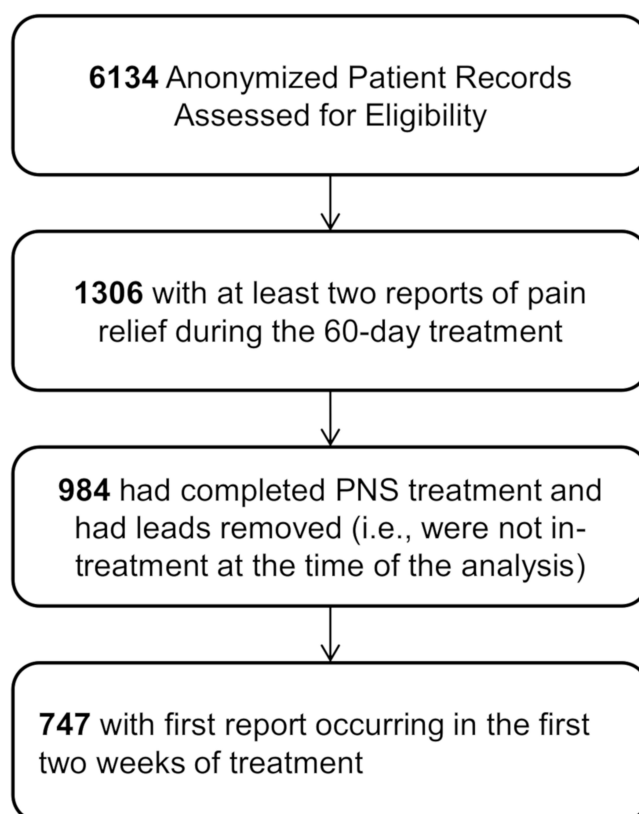 6134 Anonymized Patient Records
Assessed for Eligibility
1306 with at least two reports of pain
relief during the 60-day treatment
984 had completed PNS treatment and
had leads removed (i.e., were not in-
treatment at the time of the analysis)
747 with first report occurring in the first
two weeks of treatment